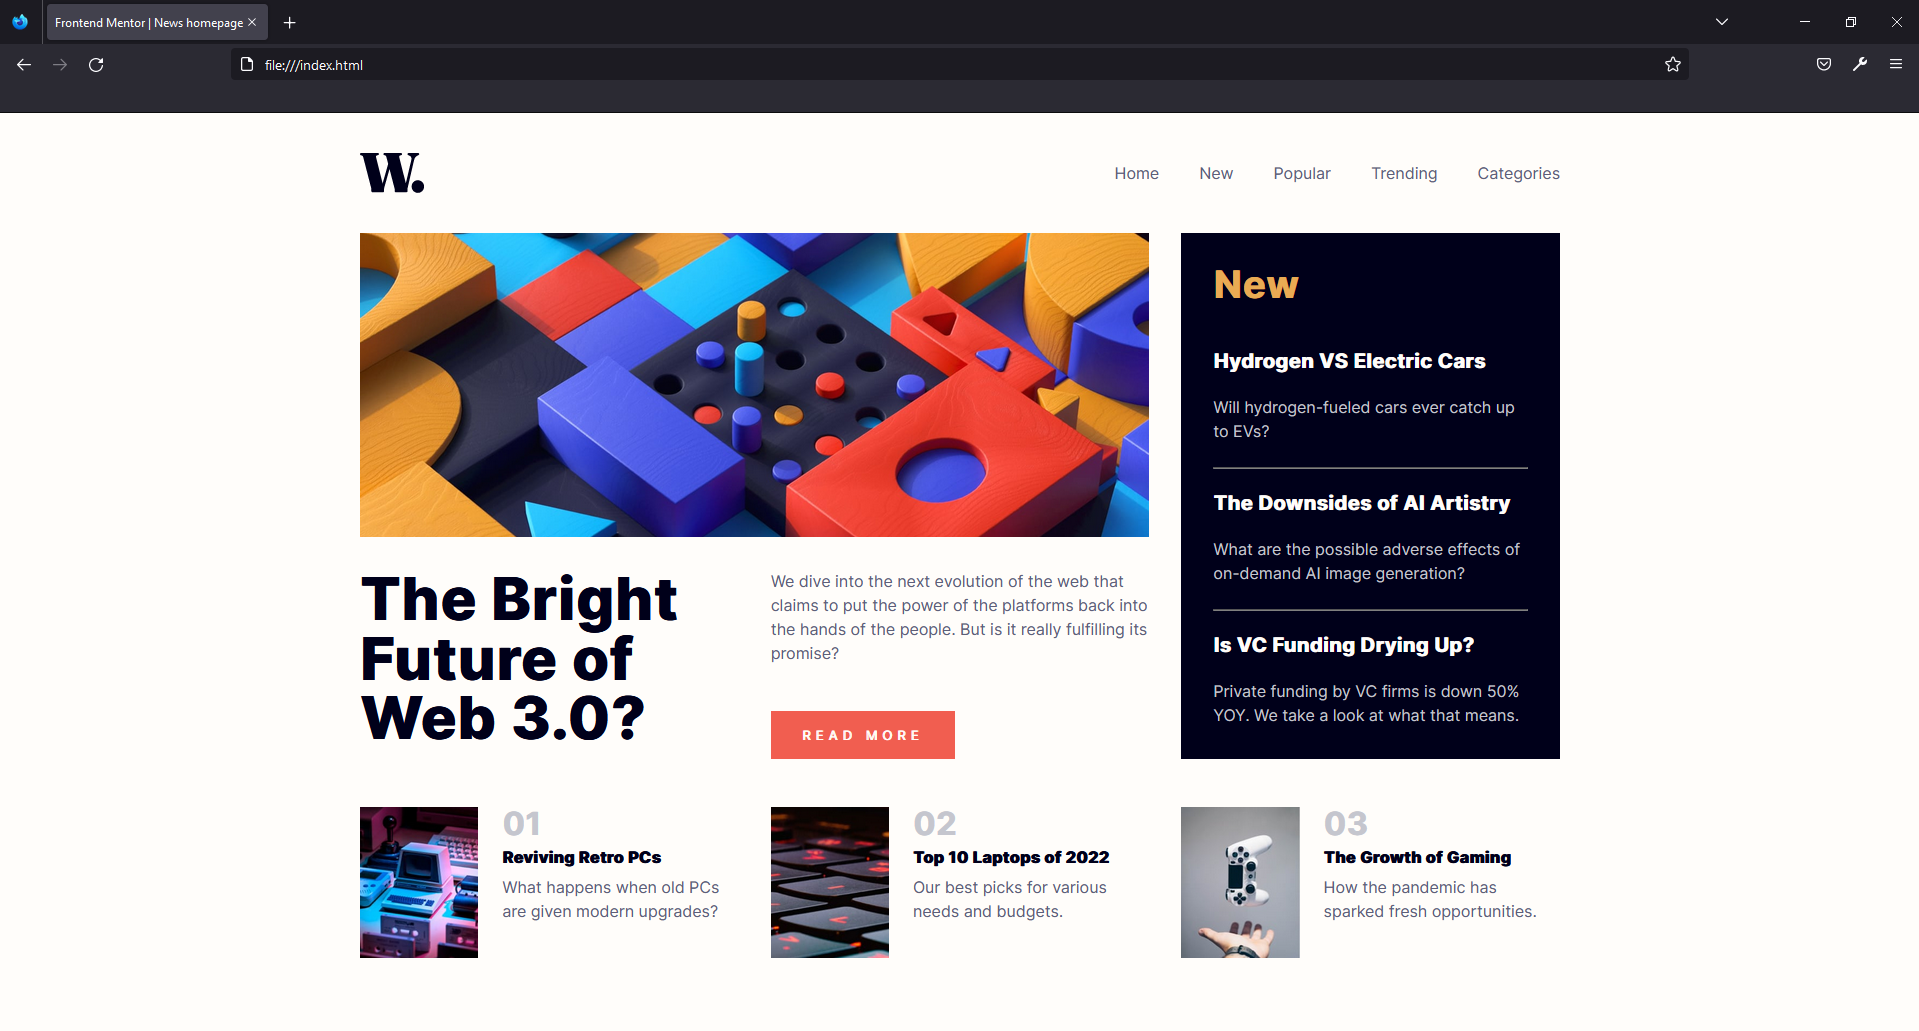 Frontend Mentor | News homepage
file:///index.html
W.
Home New Popular Trending Categories
New
Hydrogen VS Electric Cars
Will hydrogen-fueled cars ever catch up
to EVs?
The Downsides of AI Artistry
What are the possible adverse effects of
on-demand AI image generation?
Is VC Funding Drying Up?
Private funding by VC firms is down 50%
YOY. We take a look at what that means.
The Bright
Future of
Web 3.0?
We dive into the next evolution of the web that
claims to put the power of the platforms back into
the hands of the people. But is it really fulfilling its
promise?
READ MORE
01
Reviving Retro PCs
What happens when old PCs
are given modern upgrades?
02
Top 10 Laptops of 2022
Our best picks for various
needs and budgets.
03
The Growth of Gaming
How the pandemic has
sparked fresh opportunities.